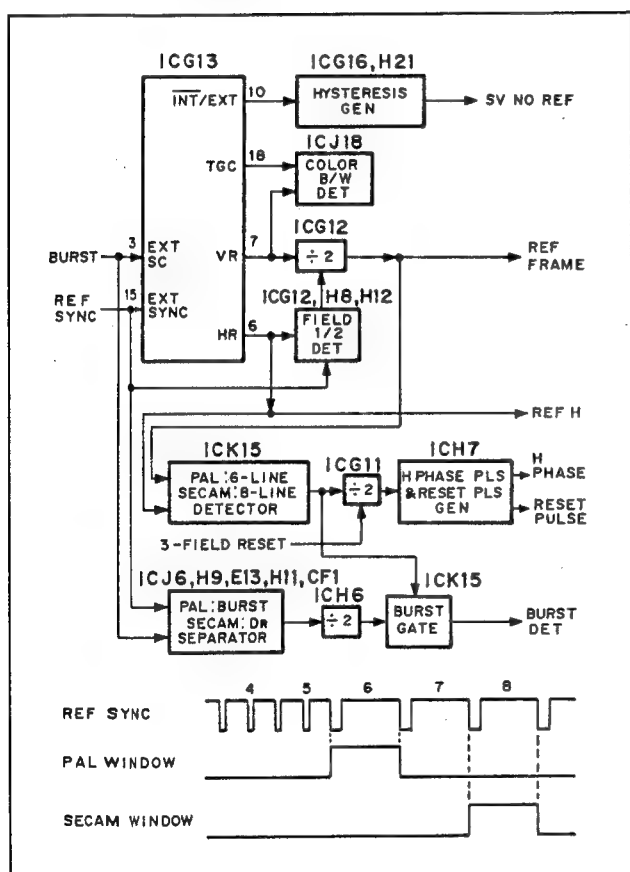 ICG13
ICG16, H21
INT/EXT
10
HYSTERESIS
GEN
SV NO REF
ICJ18
TGC
18
COLOR
B/W
DET
ICG12
BURST
3
EXT
SC
VR
7
÷ 2
REF
FRAME
ICG12, H8, H12
REF
SYNC
15
EXT
SYNC
HR
6
FIELD
1/2
DET
REF H
ICK15
PAL:6-LINE
SECAM:8-LINE
DETECTOR
ICG11
÷2
ICH7
H PHASE PLS
& RESET PLS
GEN
H
PHASE
RESET
PULSE
3-FIELD RESET
ICJ6, H9, E13, H11, CF1
PAL:BURST
SECAM:DR
SEPARATOR
ICH6
÷2
ICK15
BURST
GATE
BURST
DET
4 5 6 7 8
REF SYNC
PAL WINDOW
SECAM WINDOW